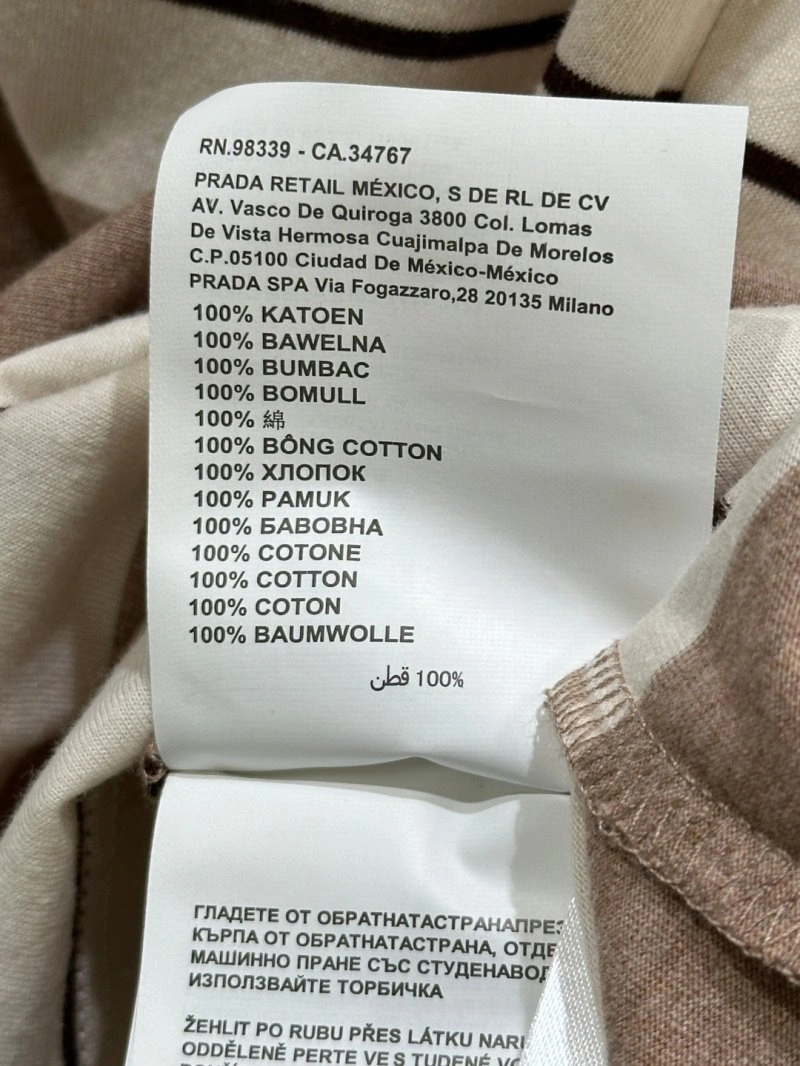 RN.98339 - CA.34767
PRADA RETAIL MÉXICO, S DE RL DE CV
AV. Vasco De Quiroga 3800 Col. Lomas
De Vista Hermosa Cuajimalpa De Morelos
C.P.05100 Ciudad De México-México
PRADA SPA Via Fogazzaro,28 20135 Milano
100% KATOEN
100% BAWELNA
100% BUMBAC
100% BOMULL
100% 綿
100% BÔNG COTTON
100% ХЛОПОК
100% PAMUK
100% БАВОВНА
100% COTONE
100% COTTON
100% COTON
100% BAUMWOLLE
100% قطن
ГЛАДЕТЕ ОТ ОБРАТНАТАСТРАНАПРЕЗ
КЪРПА ОТ ОБРАТНАТАСТРАНА, ОТДЕ
МАШИННО ПРАНЕ СЪС СТУДЕНАВОД
ИЗПОЛЗВАЙТЕ ТОРБИЧКА
ŽEHLIT PO RUBU PŘES LÁTKU NARU
ODDĚLENĚ PERTE VE S TUDENÉ VO